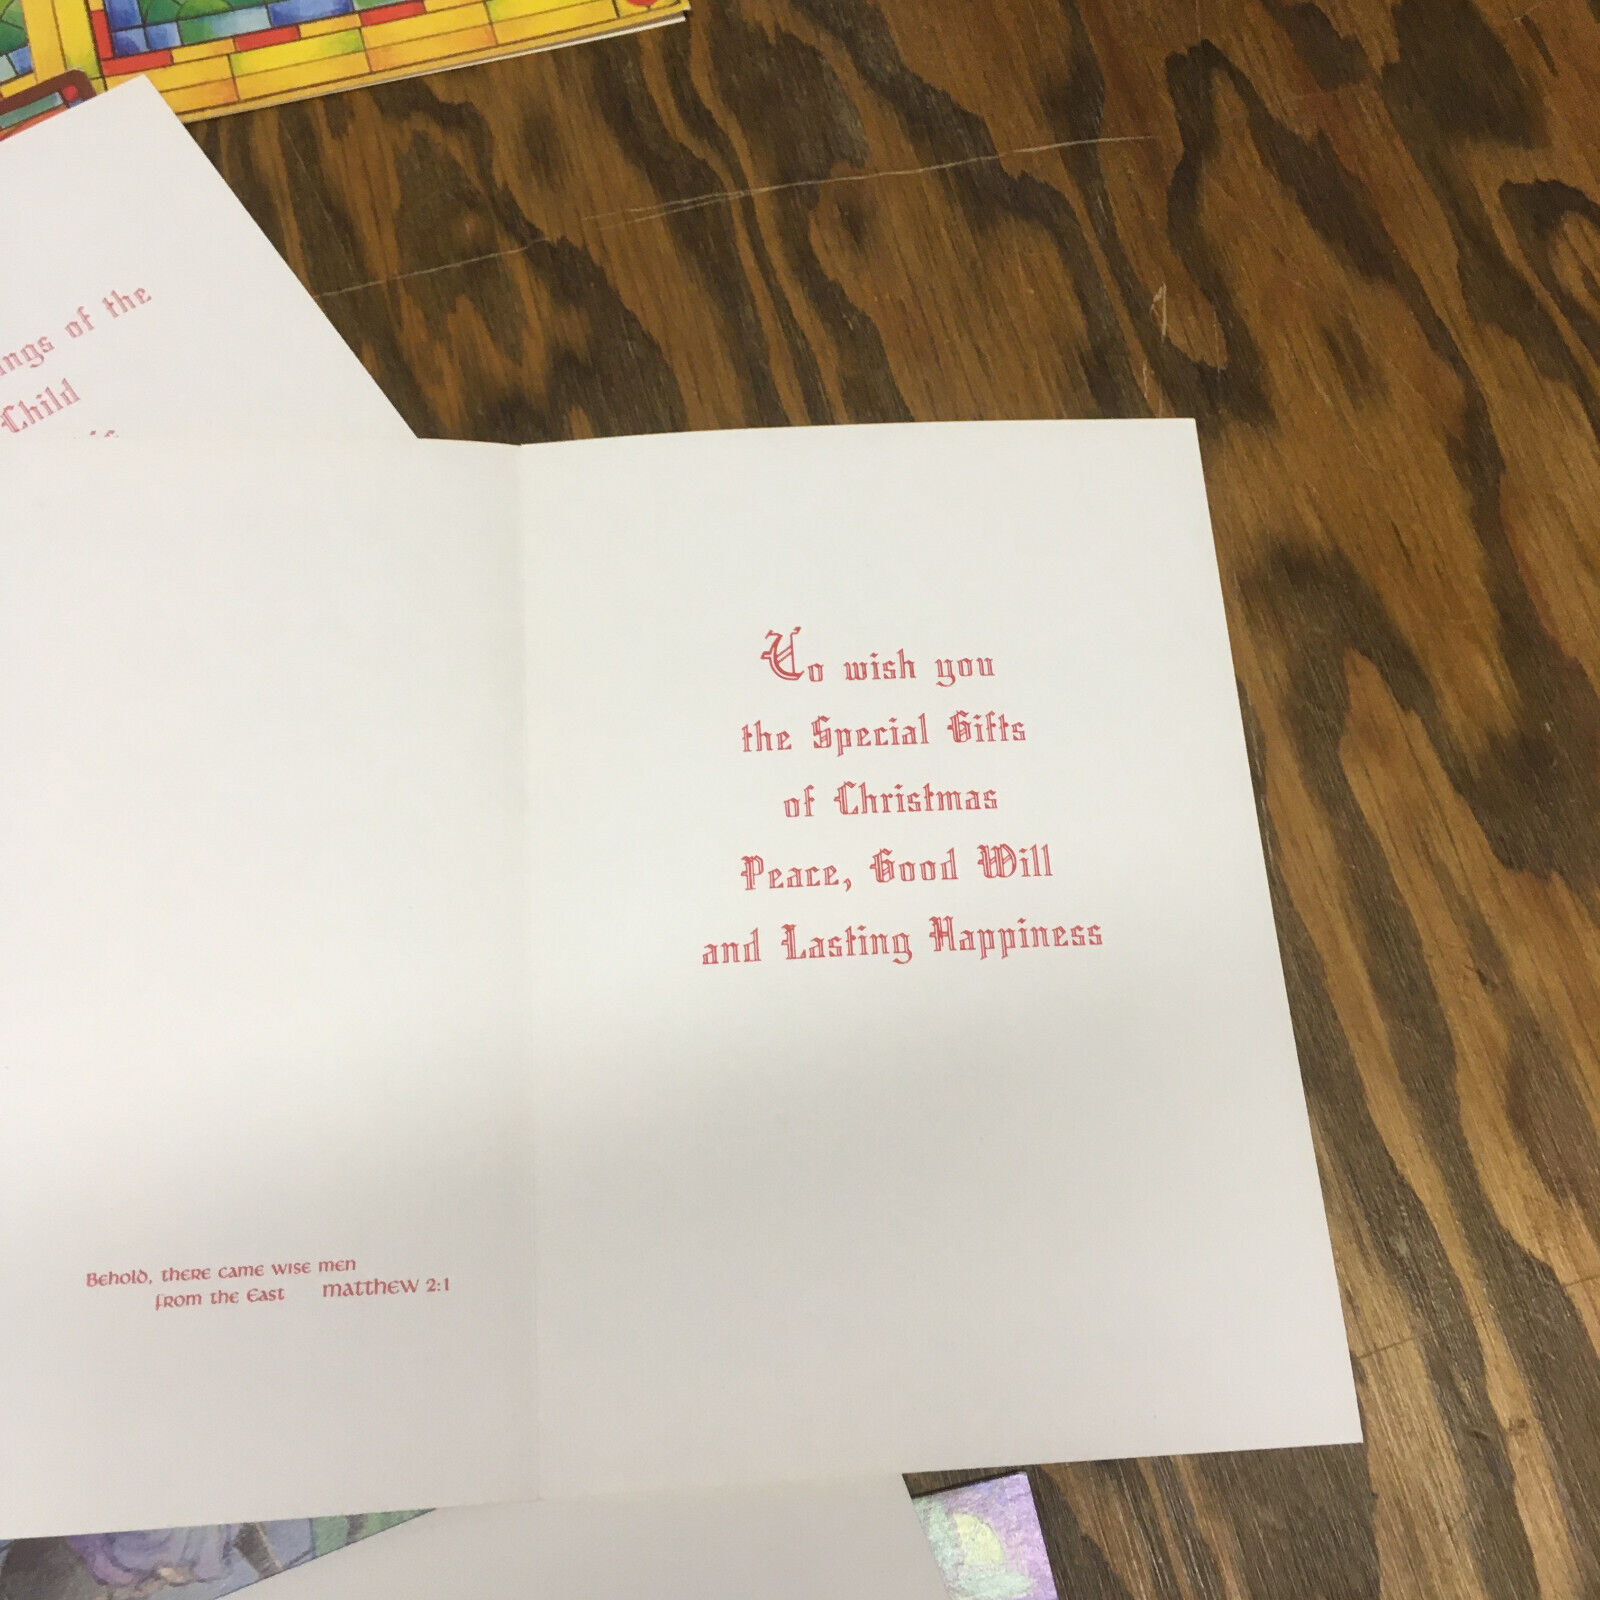 of the
Child
To wish you
the Special Gifts
of Christmas
Peace, Good Will
and Lasting Happiness
Behold, there came wise men
from the East   matthew 2:1